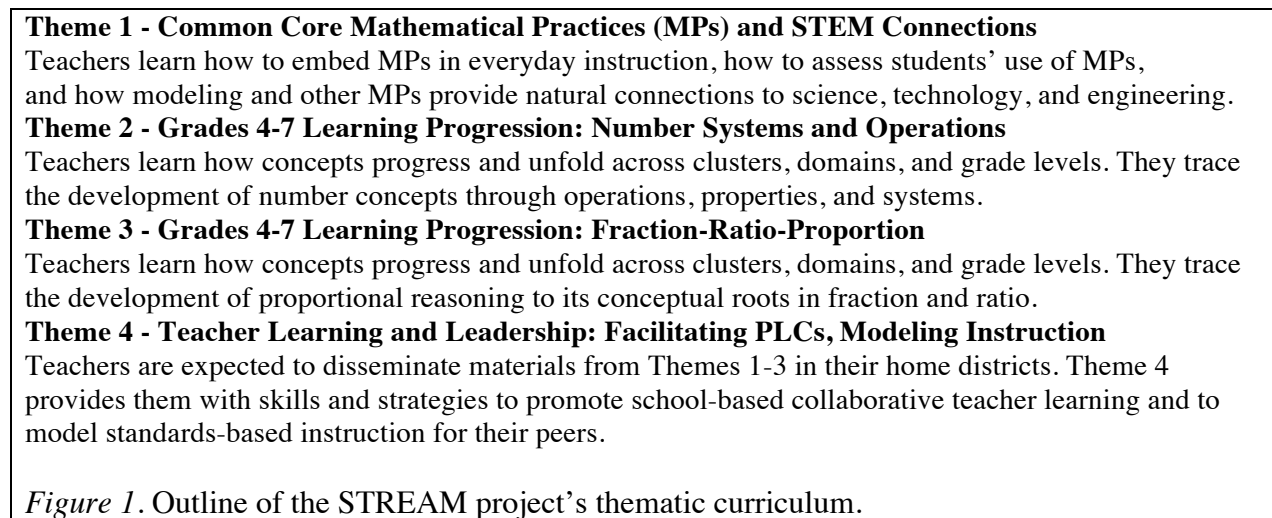 Theme 1 - Common Core Mathematical Practices (MPs) and STEM Connections
Teachers learn how to embed MPs in everyday instruction, how to assess students’ use of MPs,
and how modeling and other MPs provide natural connections to science, technology, and engineering.
Theme 2 - Grades 4-7 Learning Progression: Number Systems and Operations
Teachers learn how concepts progress and unfold across clusters, domains, and grade levels. They trace
the development of number concepts through operations, properties, and systems.
Theme 3 - Grades 4-7 Learning Progression: Fraction-Ratio-Proportion
Teachers learn how concepts progress and unfold across clusters, domains, and grade levels. They trace
the development of proportional reasoning to its conceptual roots in fraction and ratio.
Theme 4 - Teacher Learning and Leadership: Facilitating PLCs, Modeling Instruction
Teachers are expected to disseminate materials from Themes 1-3 in their home districts. Theme 4
provides them with skills and strategies to promote school-based collaborative teacher learning and to
model standards-based instruction for their peers.
Figure 1. Outline of the STREAM project’s thematic curriculum.